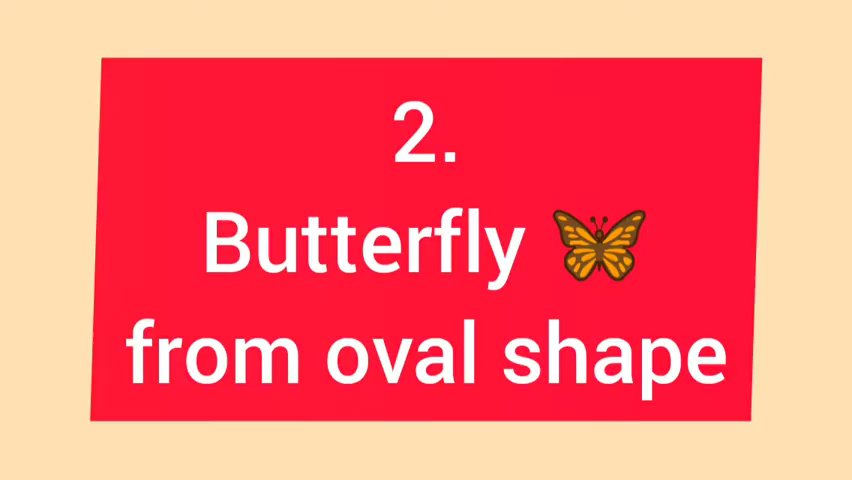 2.
Butterfly 🦋
from oval shape